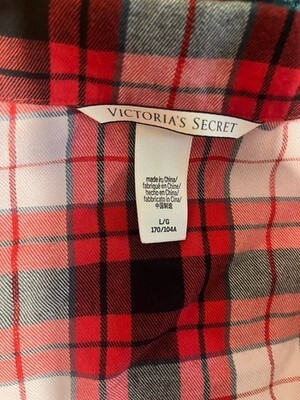 VICTORIA'S SECRET
made in China/
fabriqué en Chine/
hecho en China/
fabbricato in Cina/
中国制造
L/G
170/104A